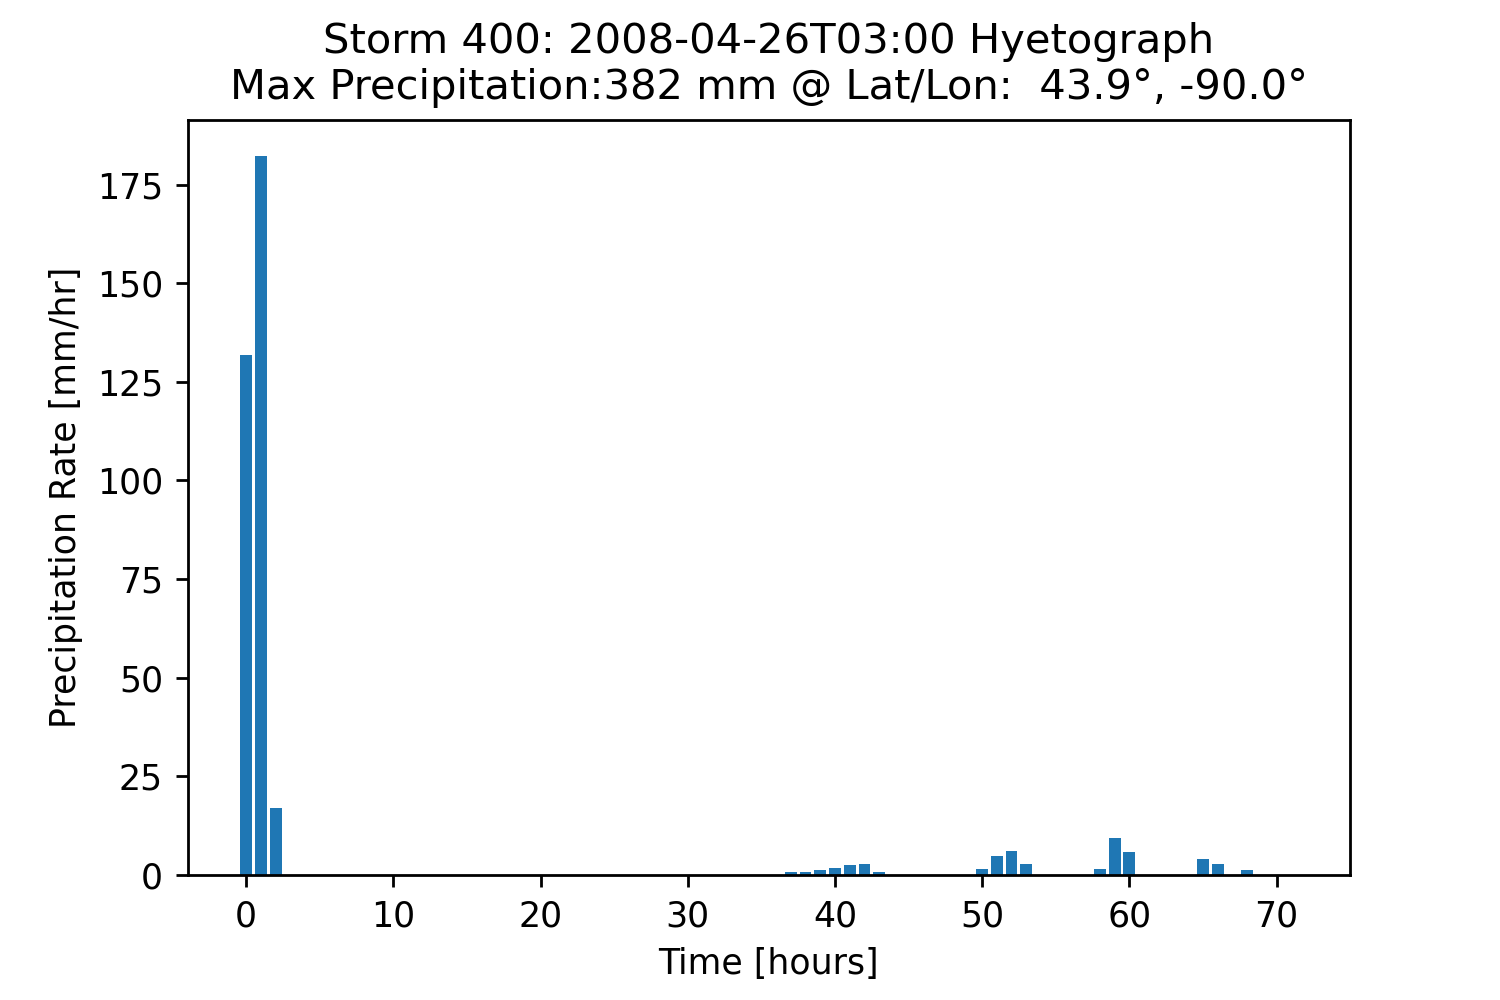 Storm 400: 2008-04-26T03:00 Hyetograph
Max Precipitation:382 mm @ Lat/Lon:  43.9°, -90.0°
Precipitation Rate [mm/hr]
175
150
125
100
75
50
25
0
0 10 20 30 40 50 60 70
Time [hours]